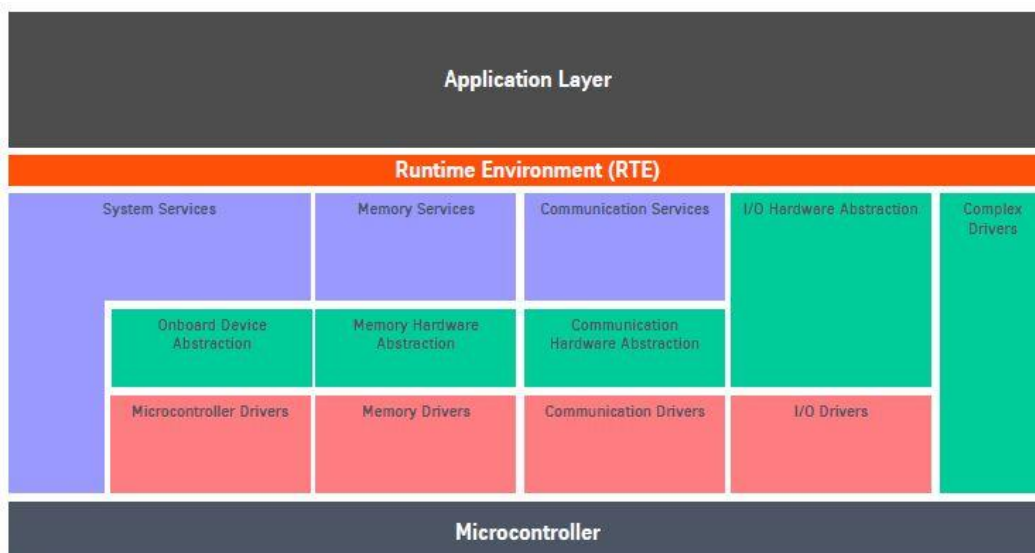 Application Layer
Runtime Environment (RTE)
System Services
Memory Services
Communication Services
I/O Hardware Abstraction
Complex
Drivers
Onboard Device
Abstraction
Memory Hardware
Abstraction
Communication
Hardware Abstraction
Microcontroller Drivers
Memory Drivers
Communication Drivers
I/O Drivers
Microcontroller